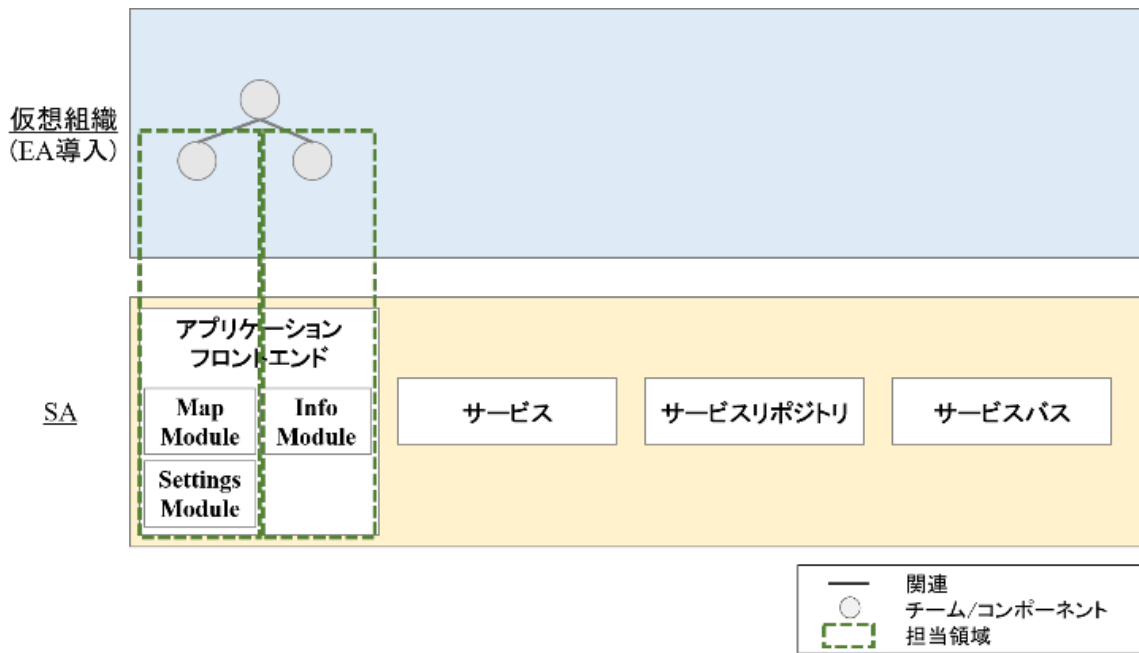 仮想組織
(EA導入)
アプリケーション
フロントエンド
SA
Map
Module
Info
Module
Settings
Module
サービス
サービスリポジトリ
サービスバス
関連
チーム/コンポーネント
担当領域